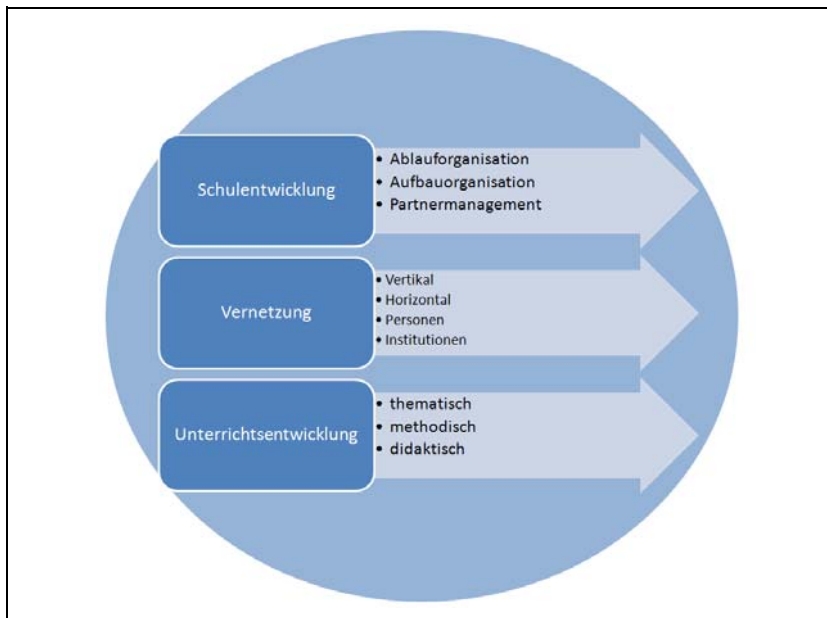 Schulentwicklung
• Ablauforganisation
• Aufbauorganisation
• Partnermanagement
Vernetzung
• Vertikal
• Horizontal
• Personen
• Institutionen
Unterrichtsentwicklung
• thematisch
• methodisch
• didaktisch